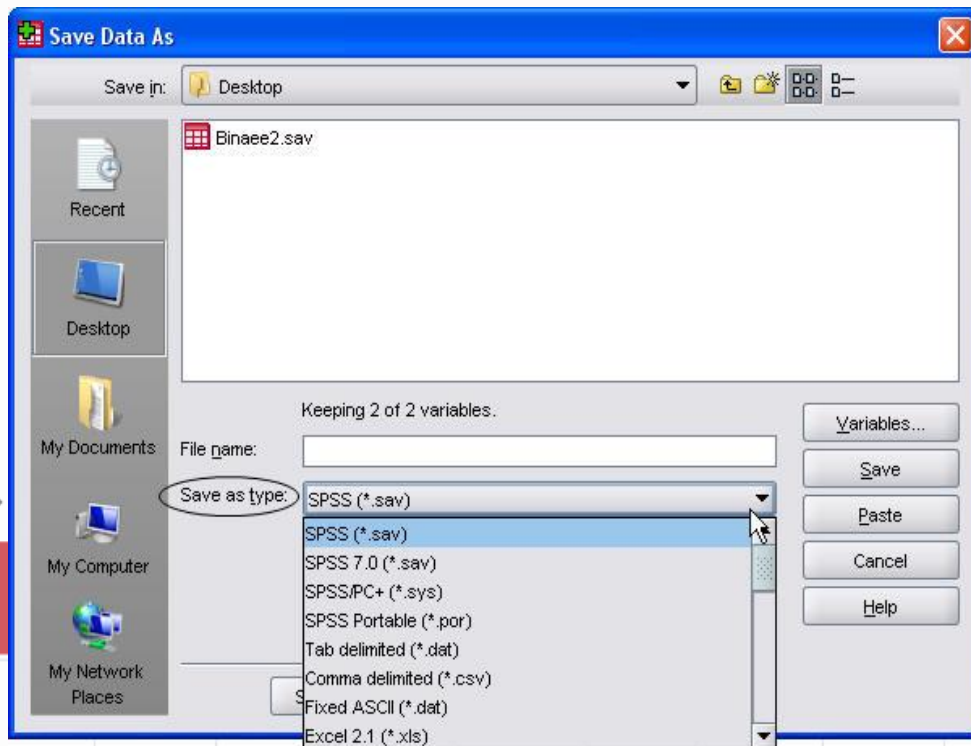 Save Data As
Save in:
Desktop
Binaee2.sav
Recent
Desktop
My Documents
My Computer
My Network
Places
Keeping 2 of 2 variables.
File name:
Save as type:
SPSS (*.sav)
SPSS (*.sav)
SPSS 7.0 (*.sav)
SPSS/PC+ (*.sys)
SPSS Portable (*.por)
Tab delimited (*.dat)
Comma delimited (*.csv)
Fixed ASCII (*.dat)
Excel 2.1 (*.xls)
Variables...
Save
Paste
Cancel
Help